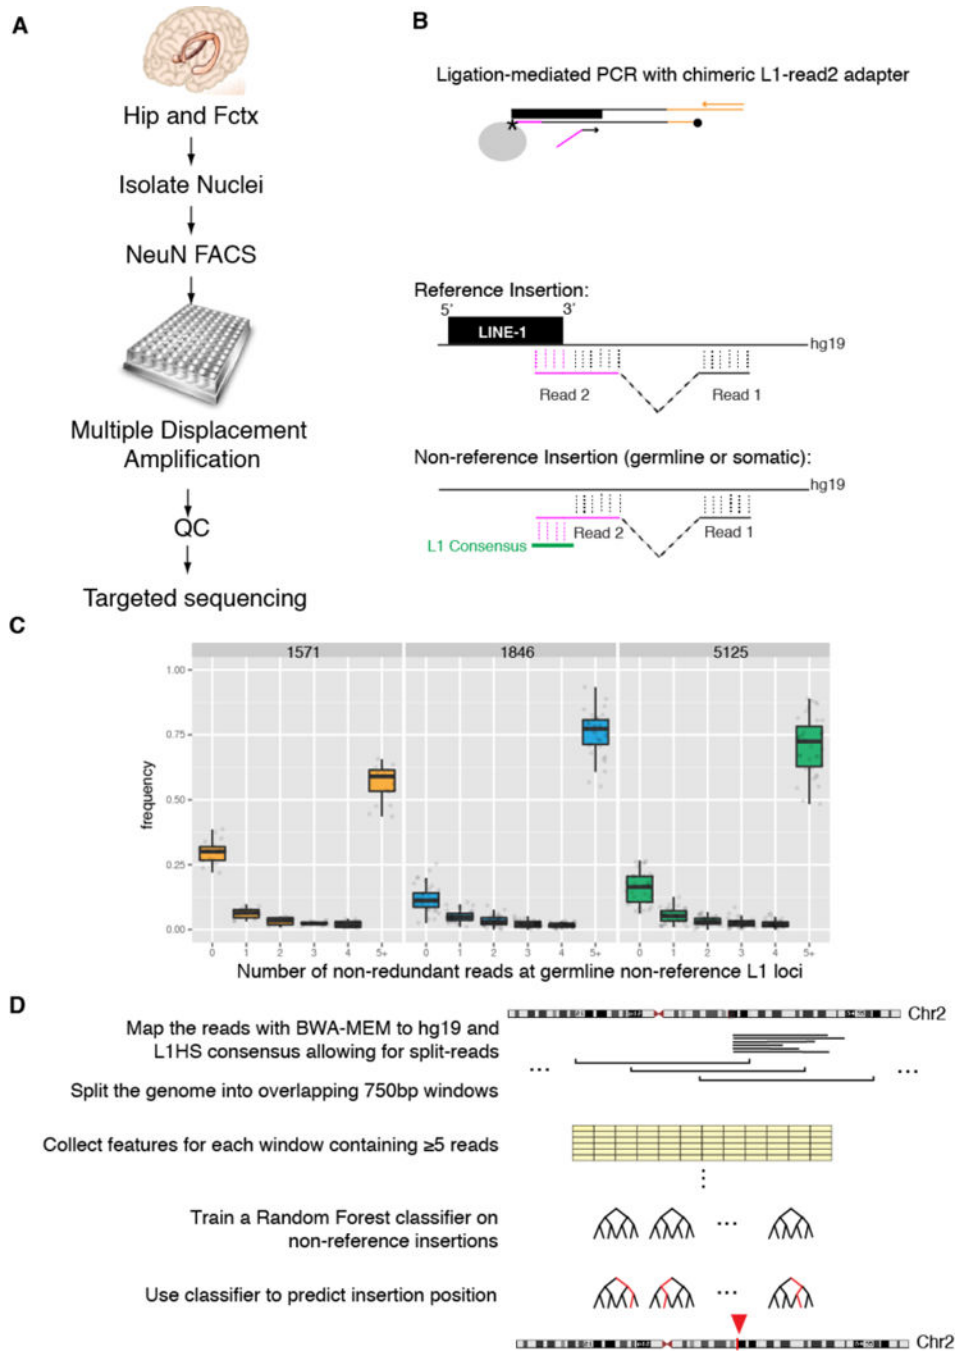 A
Hip and Fctx
Isolate Nuclei
NeuN FACS
Multiple Displacement
Amplification
QC
Targeted sequencing
B
Ligation-mediated PCR with chimeric L1-read2 adapter
*
Reference Insertion:
5'
3'
LINE-1
hg19
Read 2
Read 1
Non-reference Insertion (germline or somatic):
hg19
Read 2
Read 1
L1 Consensus
C
1571
1846
5125
1.00
0.75
0.50
0.25
0.00
frequency
0 1 2 3 4 5+
0 1 2 3 4 5+
0 1 2 3 4 5+
Number of non-redundant reads at germline non-reference L1 loci
D
Map the reads with BWA-MEM to hg19 and
L1HS consensus allowing for split-reads
Chr2
...
...
Split the genome into overlapping 750bp windows
Collect features for each window containing ≥5 reads
Train a Random Forest classifier on
non-reference insertions
...
Use classifier to predict insertion position
...
Chr2